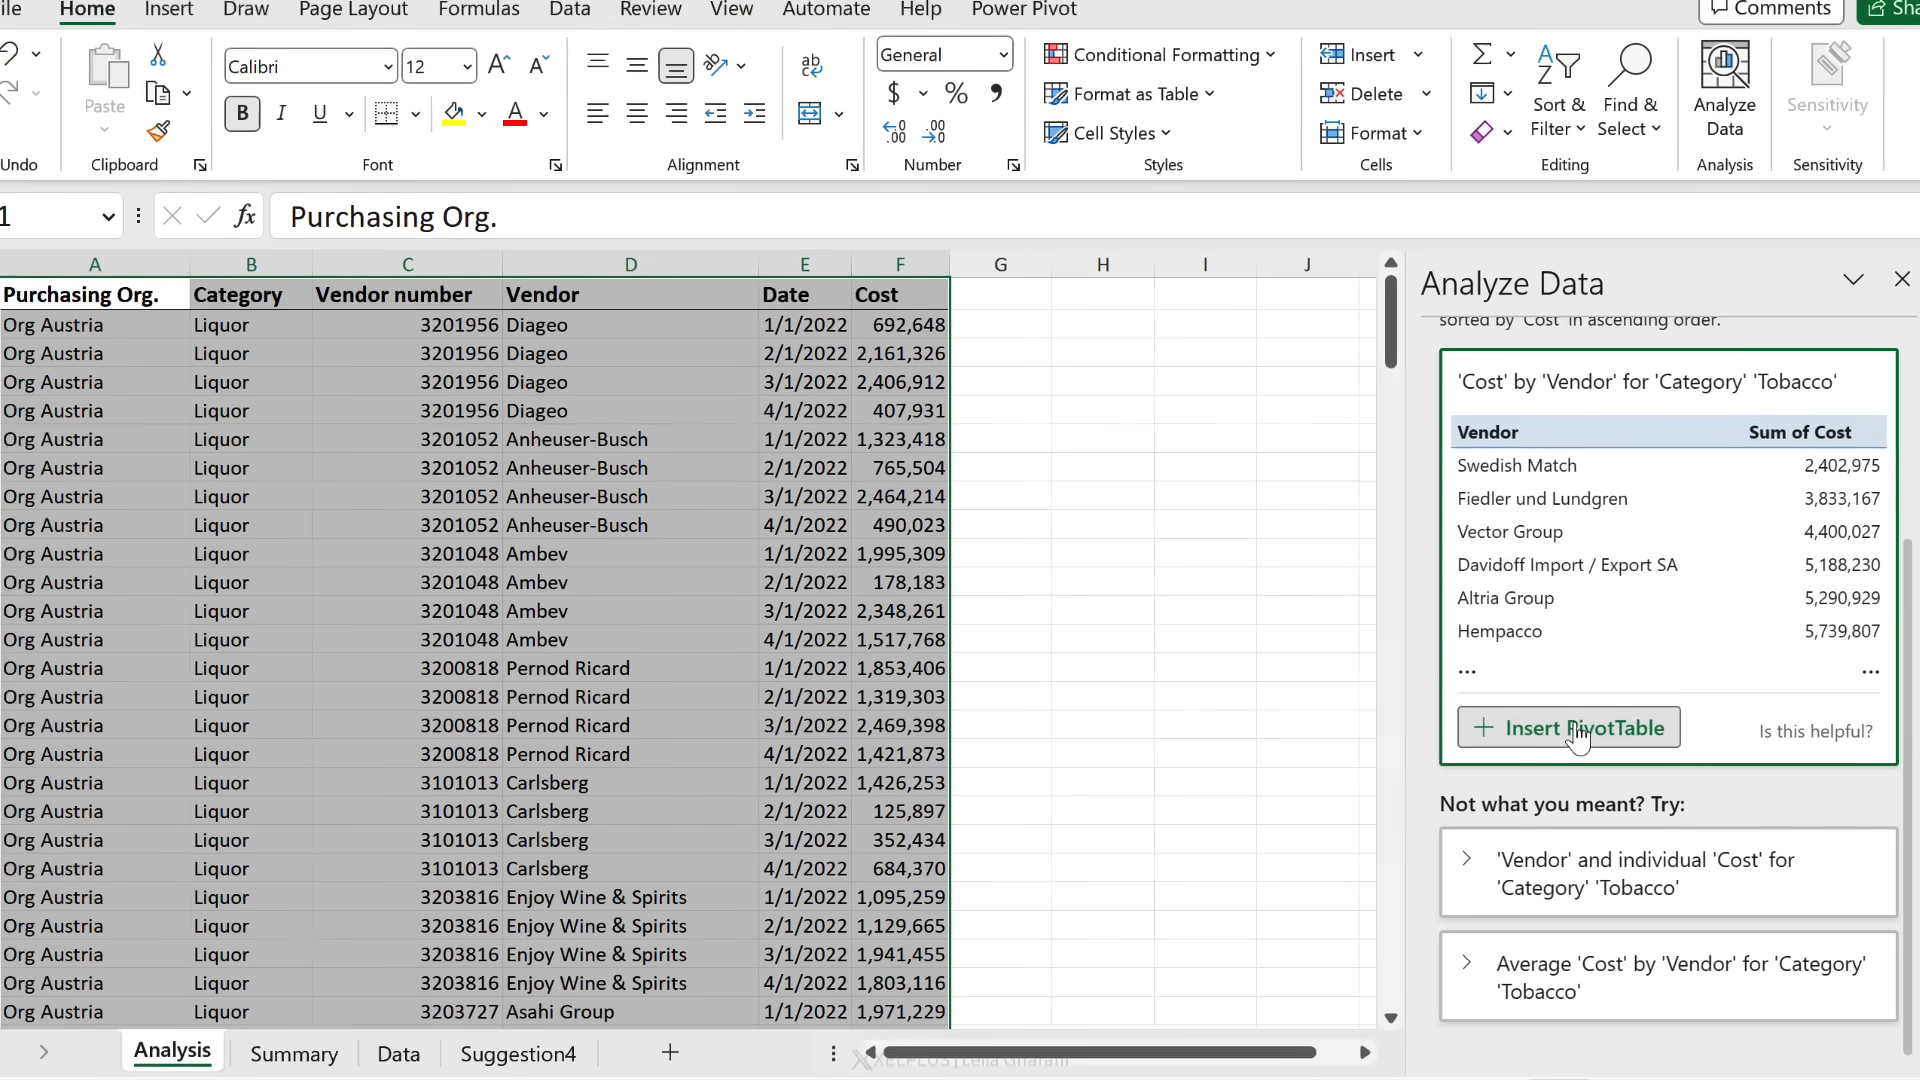 ile Home Insert Draw Page Layout Formulas Data Review View Automate Help Power Pivot Comments Sha
Calibri 12 General Conditional Formatting Insert
Paste B I U Format as Table Delete Sort & Filter Find & Select Analyze Data Sensitivity
Cell Styles Format
Undo Clipboard Font Alignment Number Styles Cells Editing Analysis Sensitivity
1 fx Purchasing Org.
A B C D E F G H I J
Purchasing Org. Category Vendor number Vendor Date Cost
Org Austria Liquor 3201956 Diageo 1/1/2022 692,648
Org Austria Liquor 3201956 Diageo 2/1/2022 2,161,326
Org Austria Liquor 3201956 Diageo 3/1/2022 2,406,912
Org Austria Liquor 3201956 Diageo 4/1/2022 407,931
Org Austria Liquor 3201052 Anheuser-Busch 1/1/2022 1,323,418
Org Austria Liquor 3201052 Anheuser-Busch 2/1/2022 765,504
Org Austria Liquor 3201052 Anheuser-Busch 3/1/2022 2,464,214
Org Austria Liquor 3201052 Anheuser-Busch 4/1/2022 490,023
Org Austria Liquor 3201048 Ambev 1/1/2022 1,995,309
Org Austria Liquor 3201048 Ambev 2/1/2022 178,183
Org Austria Liquor 3201048 Ambev 3/1/2022 2,348,261
Org Austria Liquor 3201048 Ambev 4/1/2022 1,517,768
Org Austria Liquor 3200818 Pernod Ricard 1/1/2022 1,853,406
Org Austria Liquor 3200818 Pernod Ricard 2/1/2022 1,319,303
Org Austria Liquor 3200818 Pernod Ricard 3/1/2022 2,469,398
Org Austria Liquor 3200818 Pernod Ricard 4/1/2022 1,421,873
Org Austria Liquor 3101013 Carlsberg 1/1/2022 1,426,253
Org Austria Liquor 3101013 Carlsberg 2/1/2022 125,897
Org Austria Liquor 3101013 Carlsberg 3/1/2022 352,434
Org Austria Liquor 3101013 Carlsberg 4/1/2022 684,370
Org Austria Liquor 3203816 Enjoy Wine & Spirits 1/1/2022 1,095,259
Org Austria Liquor 3203816 Enjoy Wine & Spirits 2/1/2022 1,129,665
Org Austria Liquor 3203816 Enjoy Wine & Spirits 3/1/2022 1,941,455
Org Austria Liquor 3203816 Enjoy Wine & Spirits 4/1/2022 1,803,116
Org Austria Liquor 3203727 Asahi Group 1/1/2022 1,971,229
Analysis Summary Data Suggestion4
Analyze Data
sorted by 'Cost' in ascending order.
'Cost' by 'Vendor' for 'Category' 'Tobacco'
Vendor Sum of Cost
Swedish Match 2,402,975
Fiedler und Lundgren 3,833,167
Vector Group 4,400,027
Davidoff Import / Export SA 5,188,230
Altria Group 5,290,929
Hempacco 5,739,807
... ...
+ Insert PivotTable Is this helpful?
Not what you meant? Try:
'Vendor' and individual 'Cost' for
'Category' 'Tobacco'
Average 'Cost' by 'Vendor' for 'Category'
'Tobacco'